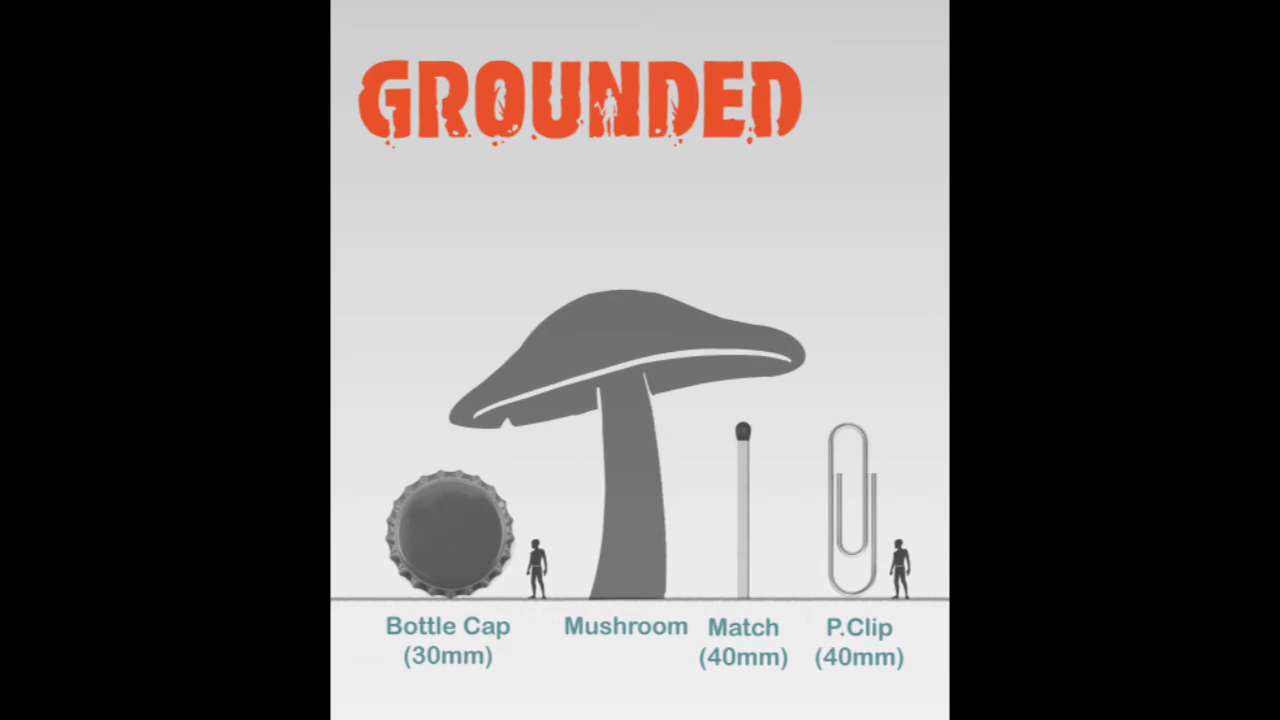 GROUNDED
Bottle Cap
(30mm)
Mushroom
Match
(40mm)
P.Clip
(40mm)